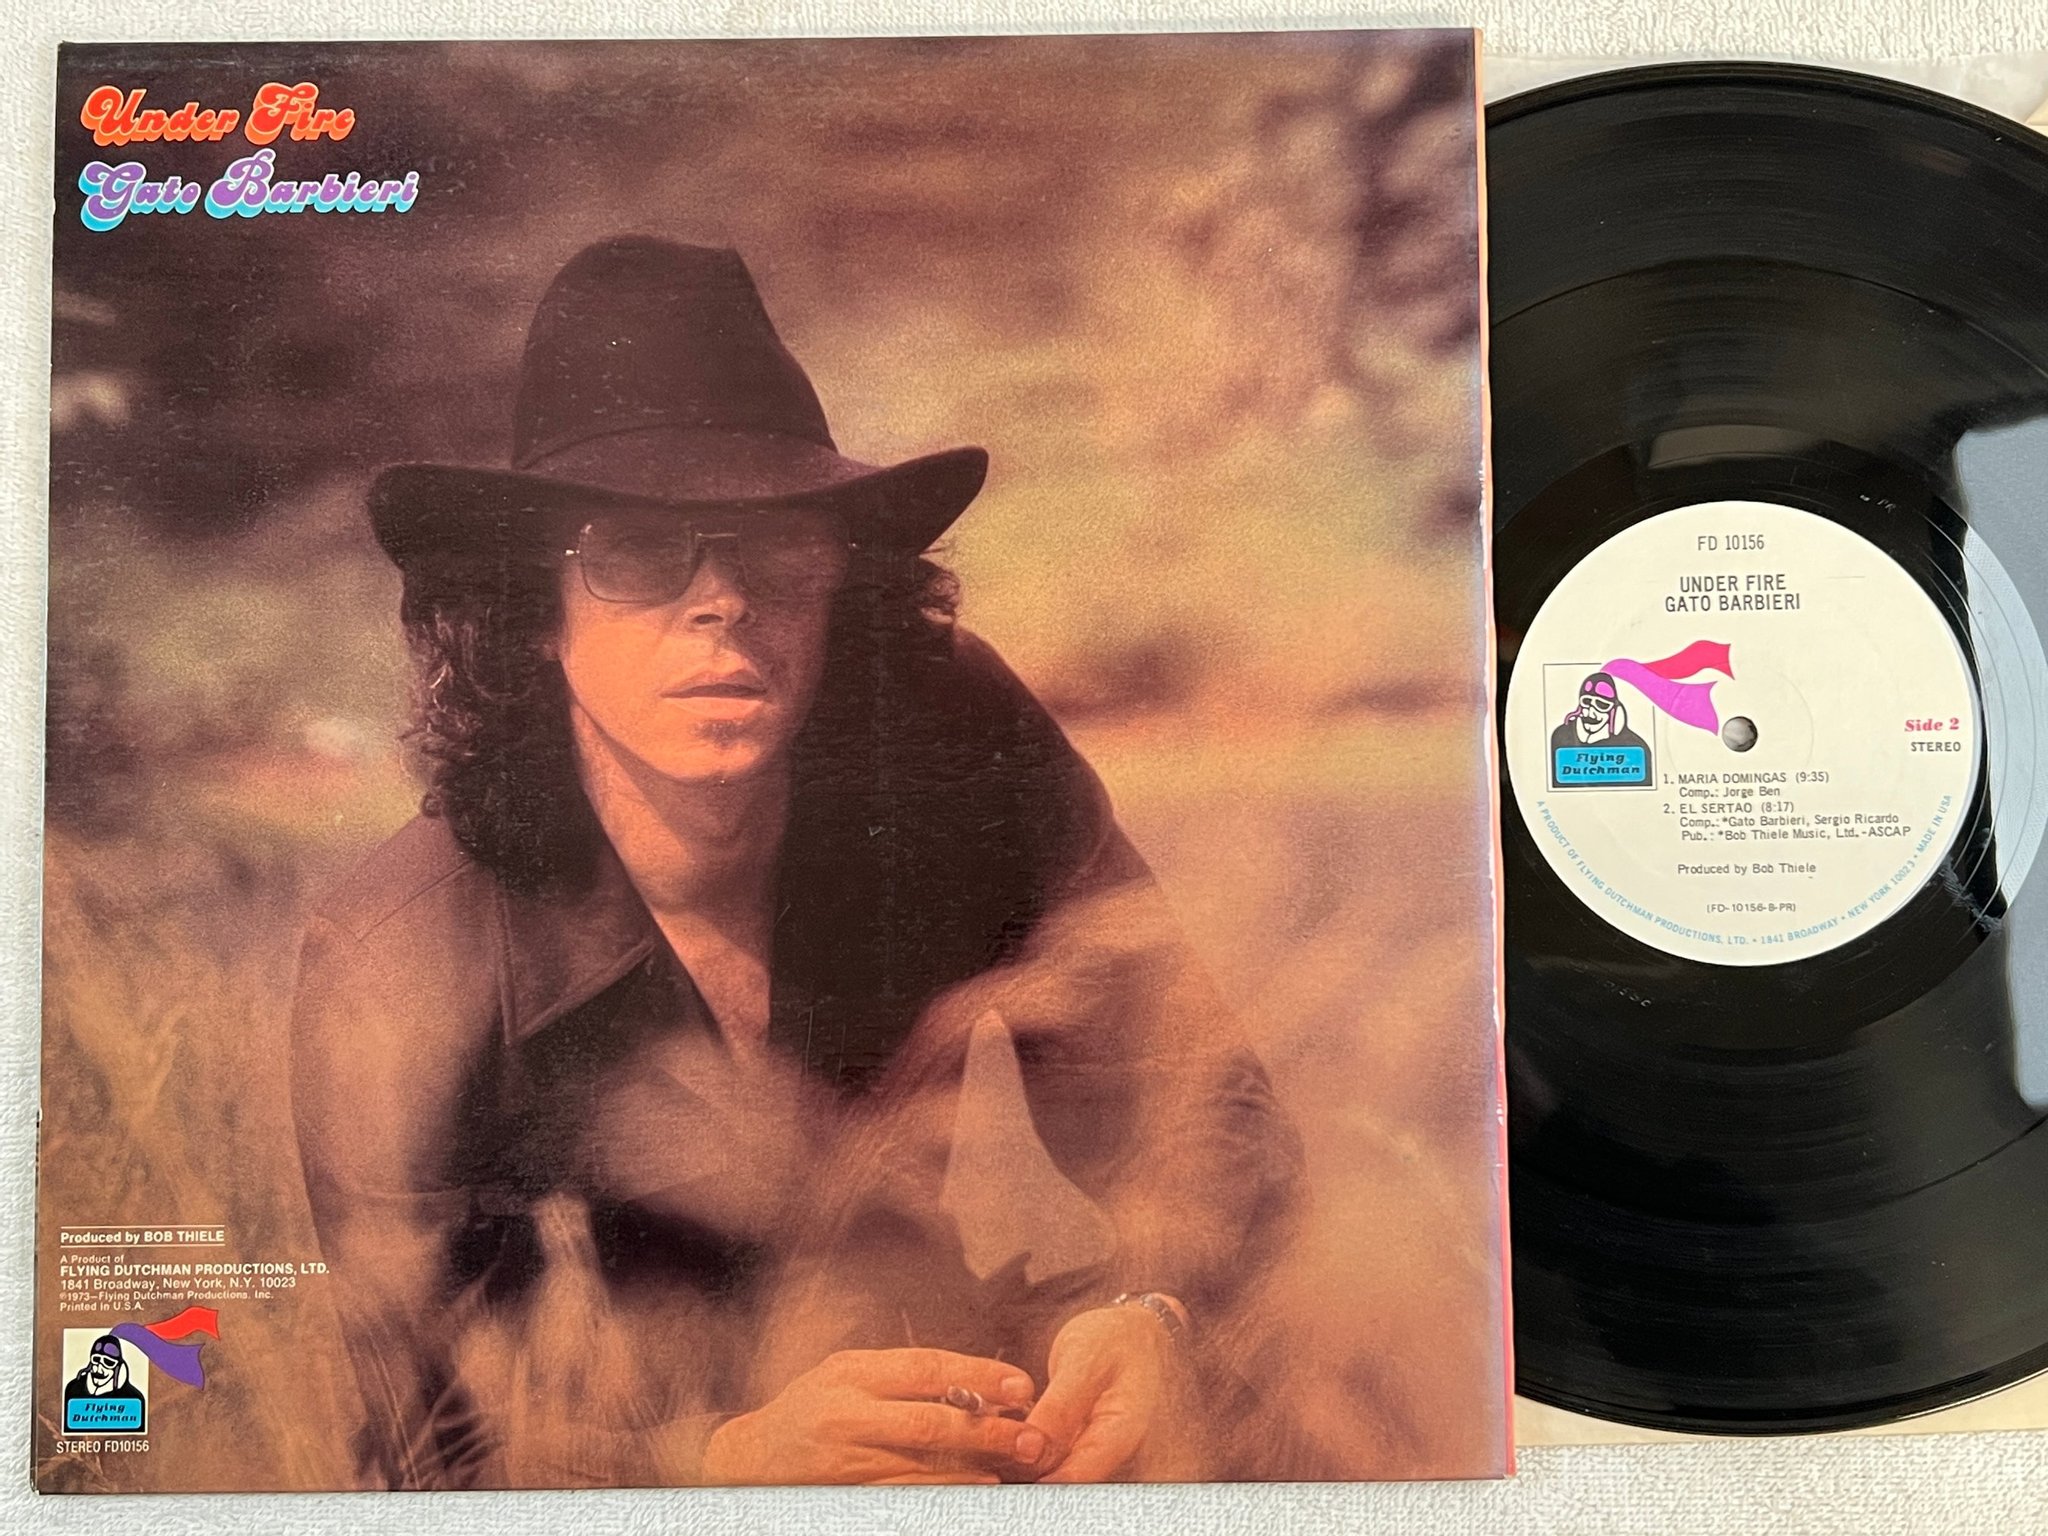 Under Fire
Gato Barbieri
Produced by BOB THIELE
A Product of
FLYING DUTCHMAN PRODUCTIONS, LTD.
1841 Broadway, New York, N.Y. 10023
℗1973—Flying Dutchman Productions, Inc.
Printed in U.S.A.
Flying
Dutchman
STEREO FD10156
FD 10156
UNDER FIRE
GATO BARBIERI
Flying
Dutchman
Side 2
STEREO
1. MARIA DOMINGAS (9:35)
Comp.: Jorge Ben
2. EL SERTAO (8:17)
Comp.: *Gato Barbieri, Sergio Ricardo
Pub.: *Bob Thiele Music, Ltd.-ASCAP
Produced by Bob Thiele
(FD-10156-B-PR)
A PRODUCT OF FLYING DUTCHMAN PRODUCTIONS, LTD. • 1841 BROADWAY • NEW YORK 10023 • MADE IN USA